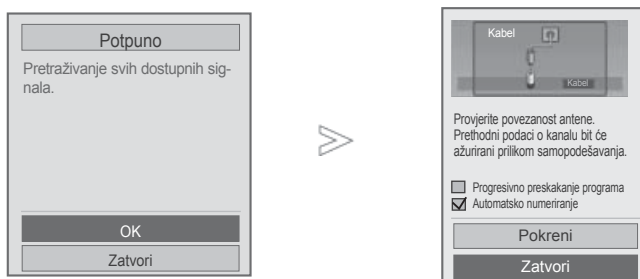 Potpuno
Pretraživanje svih dostupnih sig-
nala.
OK
Zatvori
Kabel
Kabel
Provjerite povezanost antene.
Prethodni podaci o kanalu bit će
ažurirani prilikom samopodešavanja.
Progresivno preskakanje programa
Automatsko numeriranje
Pokreni
Zatvori